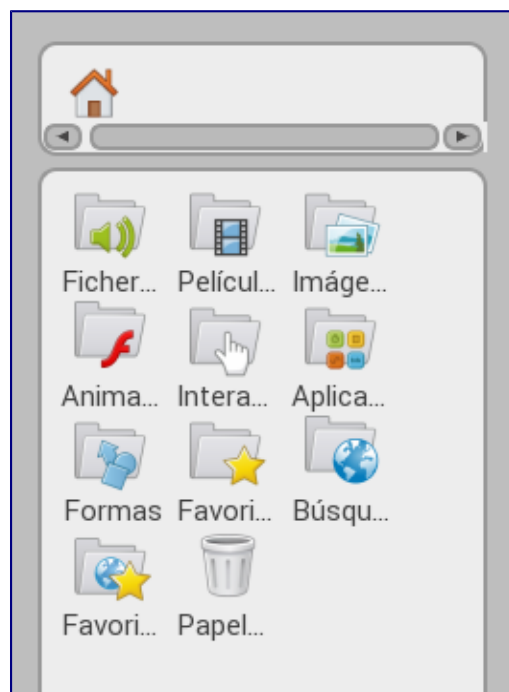 Ficher... Películ... Imáge...
Anima... Intera... Aplica...
Formas Favori... Búsqu...
Favori... Papel...